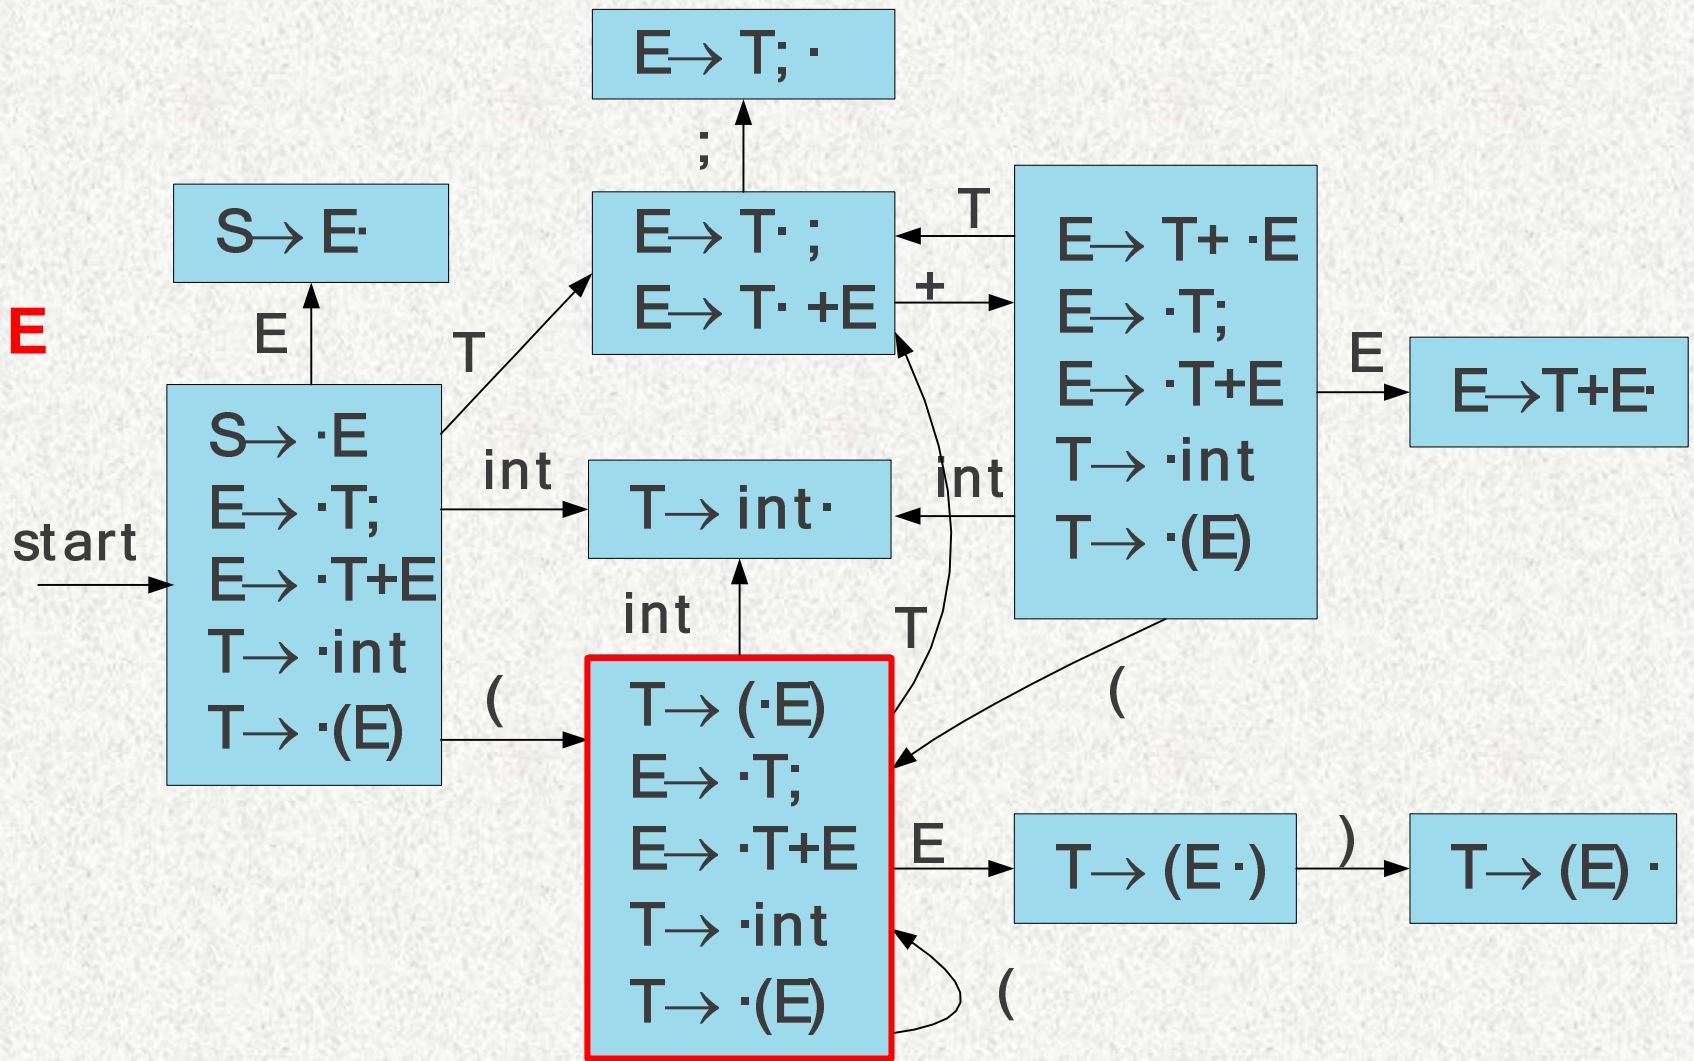 E→ T; ·
;
S→ E·
E→ T· ;
E→ T· +E
T
+
E→ T+ ·E
E→ ·T;
E→ ·T+E
T→ ·int
T→ ·(E)
E
E
T
E
E→T+E·
start
S→ ·E
E→ ·T;
E→ ·T+E
T→ ·int
T→ ·(E)
int
T→ int·
int
int
T
(
(
T→ (·E)
E→ ·T;
E→ ·T+E
T→ ·int
T→ ·(E)
E
T→ (E ·)
)
T→ (E) ·
(